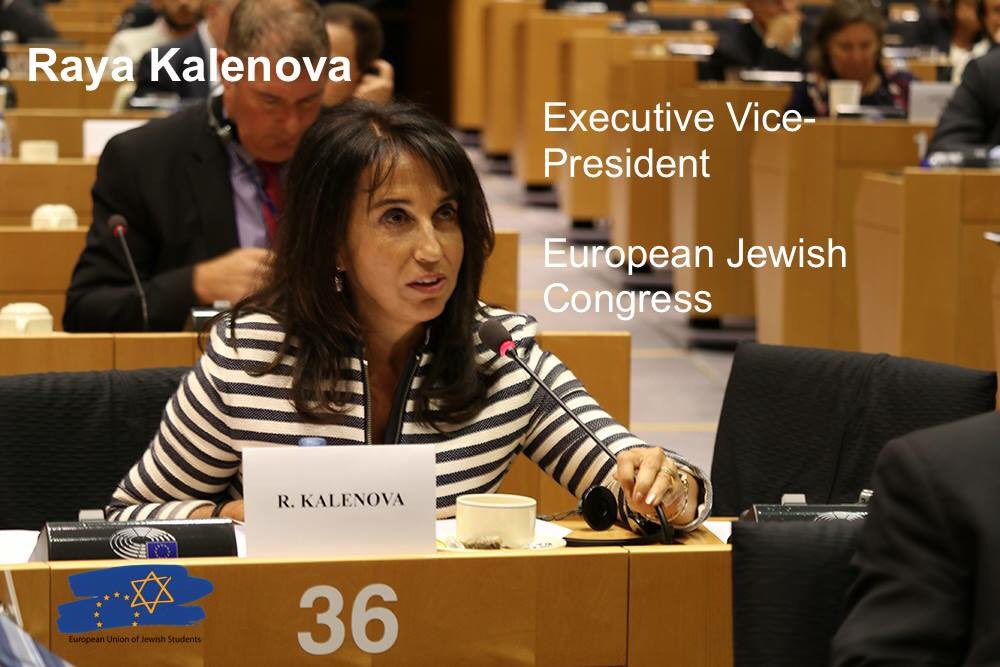 Raya Kalenova
Executive Vice-
President
European Jewish
Congress
R. KALENOVA
36
European Union of Jewish Students